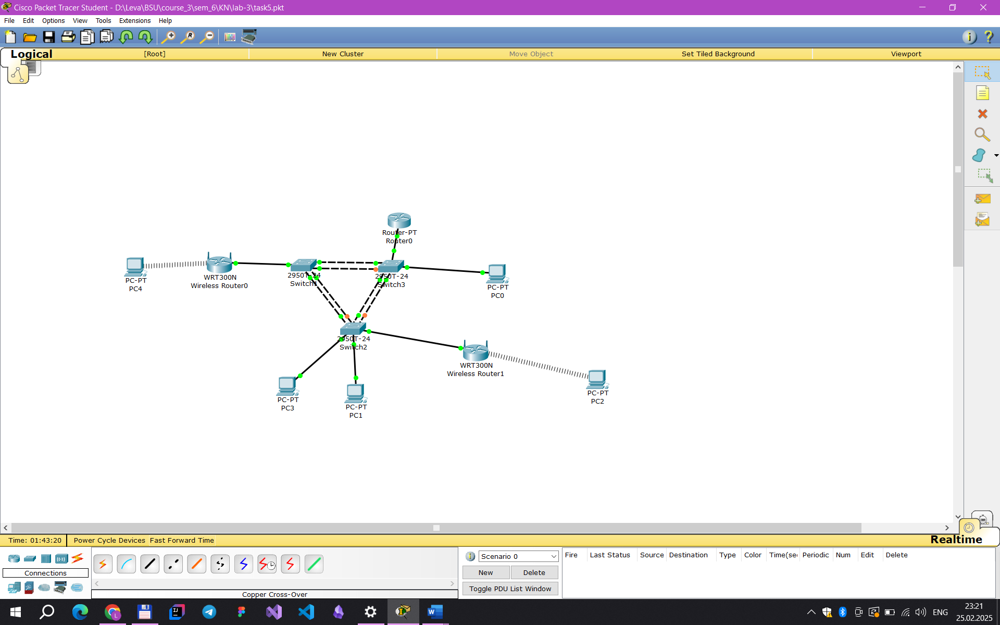 Cisco Packet Tracer Student - D:\Leva\BSU\course_3\sem_6\KN\lab-3\task5.pkt
File Edit Options View Tools Extensions Help
Logical [Root] New Cluster Move Object Set Tiled Background Viewport
Router-PT
Router0
PC-PT
PC4
WRT300N
Wireless Router0
2950T-24
Switch1
2950T-24
Switch3
PC-PT
PC0
2950T-24
Switch2
WRT300N
Wireless Router1
PC-PT
PC3
PC-PT
PC1
PC-PT
PC2
Time: 01:43:20 Power Cycle Devices Fast Forward Time Realtime
Connections
Copper Cross-Over
Scenario 0
New Delete
Toggle PDU List Window
Fire Last Status Source Destination Type Color Time(sec Periodic Num Edit Delete
ENG
23:21
25.02.2025